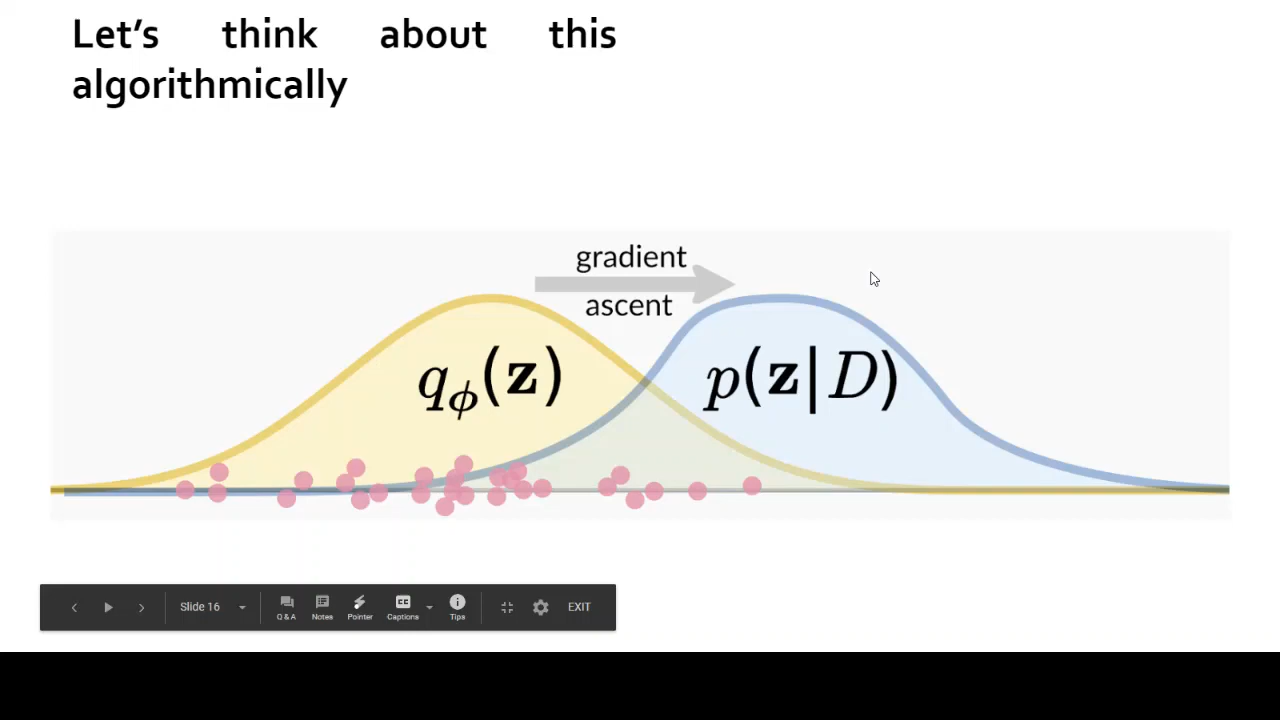 Let’s think about this
algorithmically
gradient
ascent
qϕ(z)
p(z|D)
Slide 16
Q & A
Notes
Pointer
Captions
Tips
EXIT